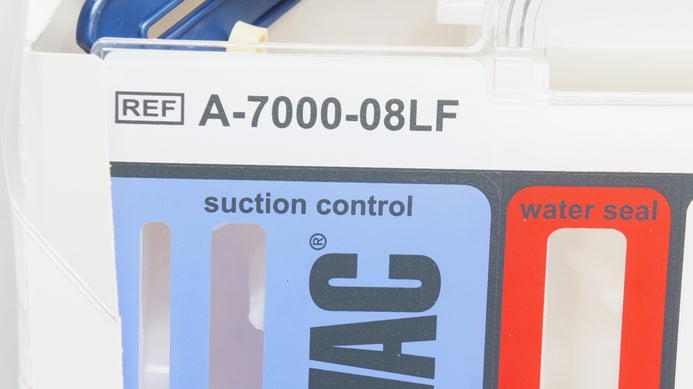 REF A-7000-08LF
suction control
water seal
®